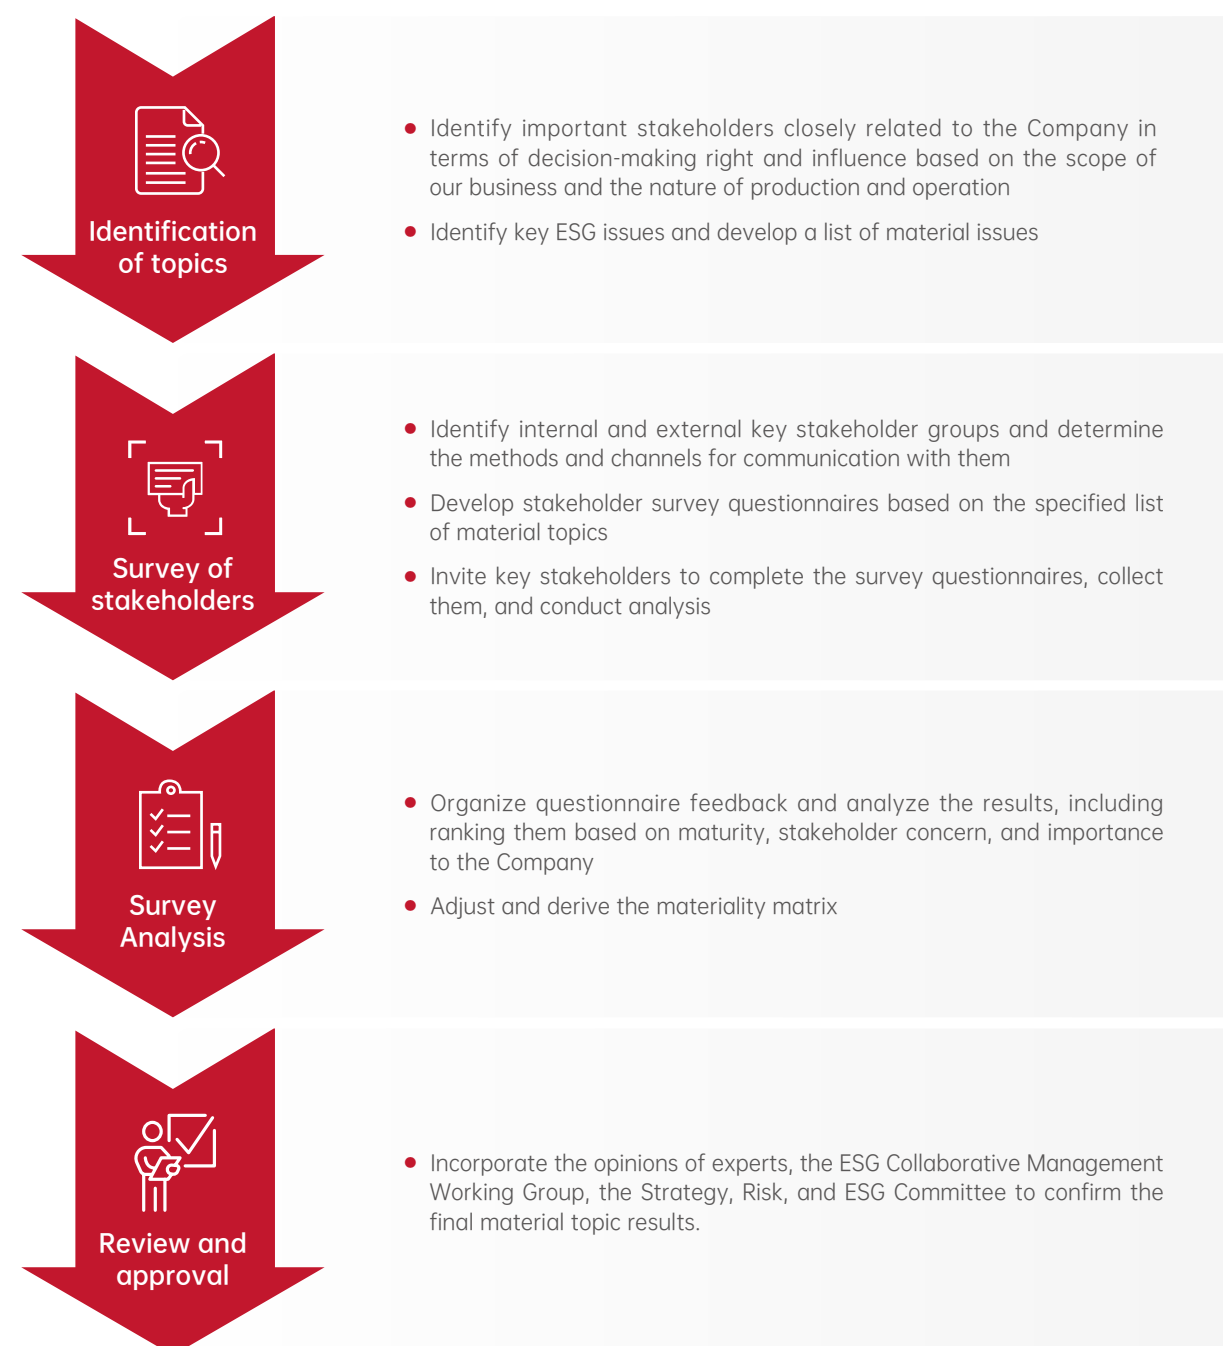 Identification
of topics
Identify important stakeholders closely related to the Company in
terms of decision-making right and influence based on the scope of
our business and the nature of production and operation
Identify key ESG issues and develop a list of material issues
Survey of
stakeholders
Identify internal and external key stakeholder groups and determine
the methods and channels for communication with them
Develop stakeholder survey questionnaires based on the specified list
of material topics
Invite key stakeholders to complete the survey questionnaires, collect
them, and conduct analysis
Survey
Analysis
Organize questionnaire feedback and analyze the results, including
ranking them based on maturity, stakeholder concern, and importance
to the Company
Adjust and derive the materiality matrix
Review and
approval
Incorporate the opinions of experts, the ESG Collaborative Management
Working Group, the Strategy, Risk, and ESG Committee to confirm the
final material topic results.